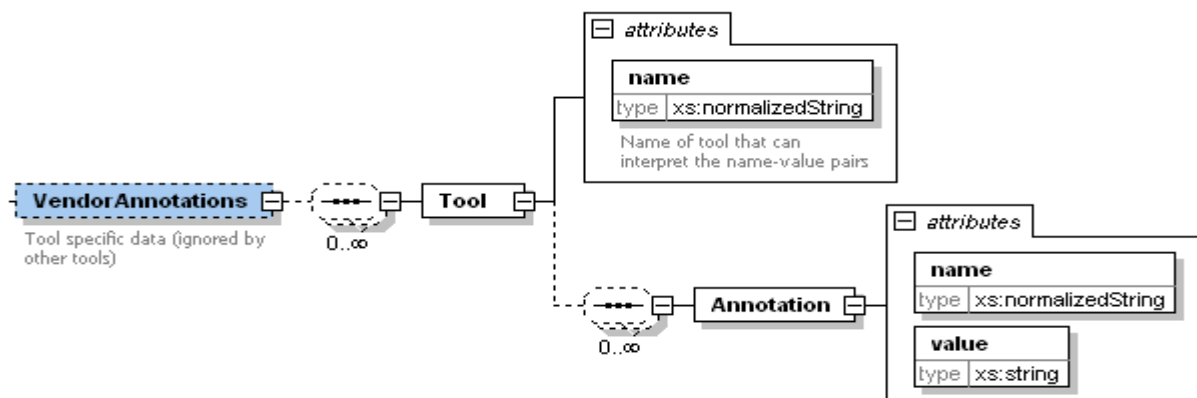 attributes
name
type xs:normalizedString
Name of tool that can
interpret the name-value pairs
VendorAnnotations
Tool specific data (ignored by
other tools)
0..∞
Tool
attributes
name
type xs:normalizedString
value
type xs:string
Annotation
0..∞